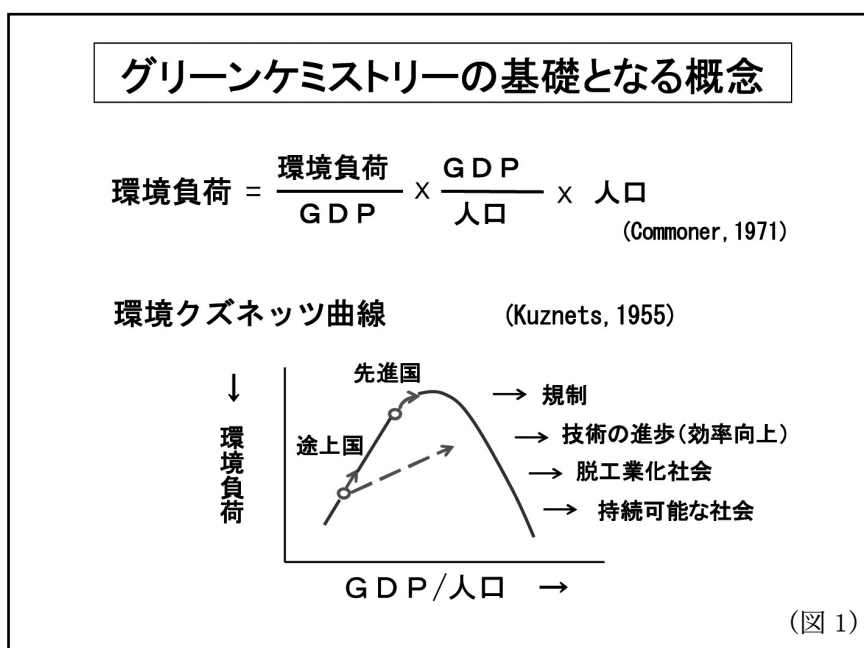 グリーンケミストリーの基礎となる概念
環境負荷 = 環境負荷/GDP x GDP/人口 x 人口
(Commoner, 1971)
環境クズネッツ曲線 (Kuznets, 1955)
↓ 環境負荷
先進国
途上国
→ 規制
→ 技術の進歩(効率向上)
→ 脱工業化社会
→ 持続可能な社会
GDP/人口 →
(図 1)